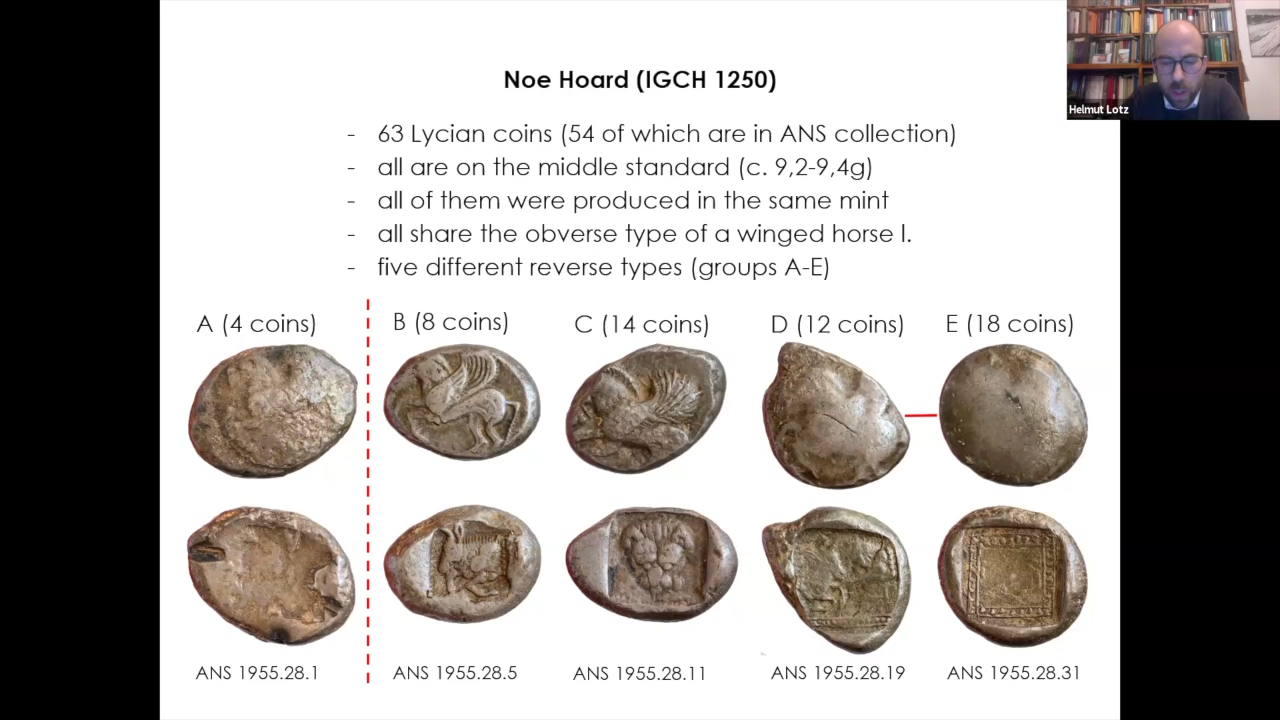 Helmut Lotz
Noe Hoard (IGCH 1250)
- 63 Lycian coins (54 of which are in ANS collection)
- all are on the middle standard (c. 9,2-9,4g)
- all of them were produced in the same mint
- all share the obverse type of a winged horse l.
- five different reverse types (groups A-E)
A (4 coins) B (8 coins) C (14 coins) D (12 coins) E (18 coins)
ANS 1955.28.1 ANS 1955.28.5 ANS 1955.28.11 ANS 1955.28.19 ANS 1955.28.31